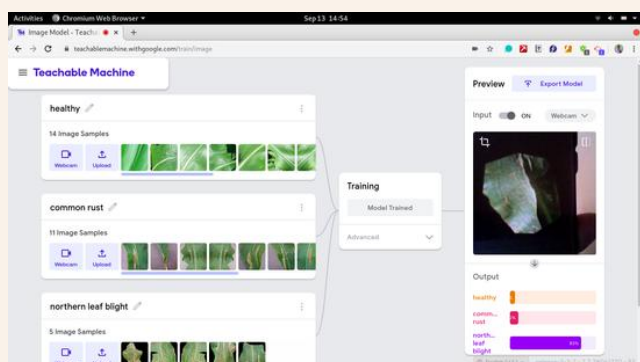 Activities Chromium Web Browser Sep 13 14:54
Image Model - Teacha
teachablemachine.withgoogle.com/train/image
Teachable Machine
healthy
14 Image Samples
Webcam Upload
common rust
11 Image Samples
Webcam Upload
northern leaf blight
5 Image Samples
Training
Model Trained
Advanced
Preview Export Model
Input ON Webcam
Output
healthy
comm...
rust
north...
leaf
blight